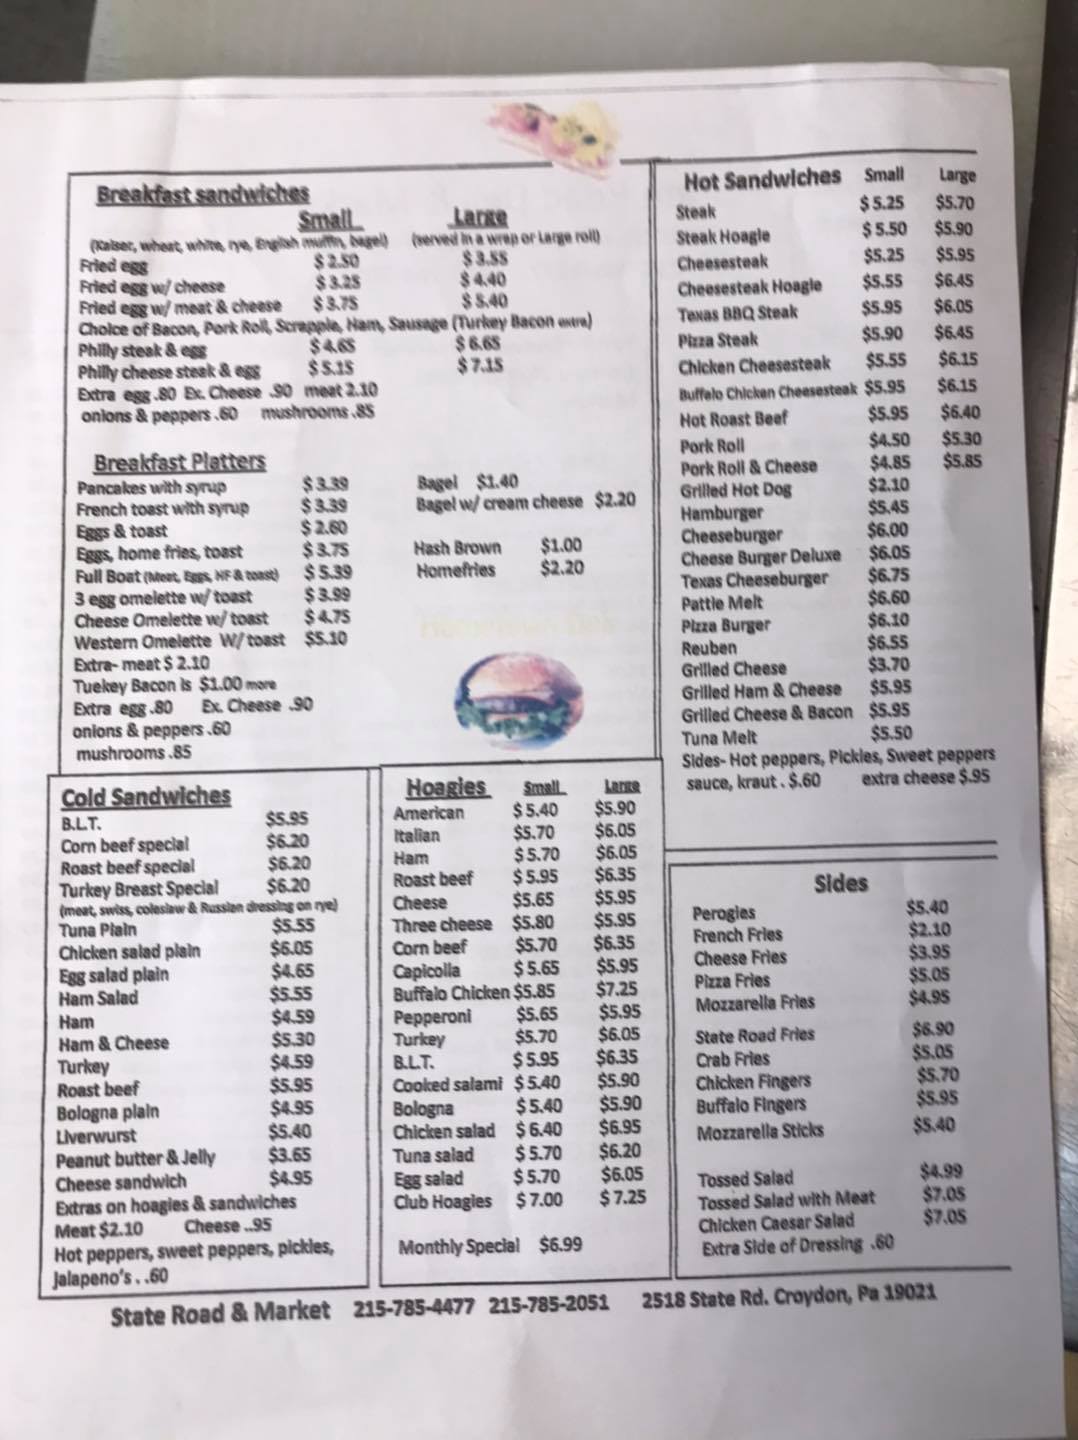 Breakfast sandwiches
Small Large
(Kaiser, wheat, white, rye, English muffin, bagel) (served in a wrap or Large roll)
Fried egg $ 2.50 $ 3.55
Fried egg w/ cheese $ 3.25 $ 4.40
Fried egg w/ meat & cheese $ 3.75 $ 5.40
Choice of Bacon, Pork Roll, Scrapple, Ham, Sausage (Turkey Bacon extra)
Philly steak & egg $ 4.65 $ 6.65
Philly cheese steak & egg $ 5.15 $ 7.15
Extra egg .80 Ex. Cheese .90 meat 2.10
onions & peppers .60 mushrooms .85
Breakfast Platters
Pancakes with syrup $ 3.39
French toast with syrup $ 3.39
Eggs & toast $ 2.60
Eggs, home fries, toast $ 3.75
Full Boat (Meat, Eggs, HF & toast) $ 5.39
3 egg omelette w/ toast $ 3.99
Cheese Omelette w/ toast $ 4.75
Western Omelette W/ toast $5.10
Extra- meat $ 2.10
Tuekey Bacon is $1.00 more
Extra egg .80 Ex. Cheese .90
onions & peppers .60
mushrooms .85
Bagel $1.40
Bagel w/ cream cheese $2.20
Hash Brown $1.00
Homefries $2.20
Hot Sandwiches Small Large
Steak $ 5.25 $5.70
Steak Hoagie $ 5.50 $5.90
Cheesesteak $5.25 $5.95
Cheesesteak Hoagie $5.55 $6.45
Texas BBQ Steak $5.95 $6.05
Pizza Steak $5.90 $6.45
Chicken Cheesesteak $5.55 $6.15
Buffalo Chicken Cheesesteak $5.95 $6.15
Hot Roast Beef $5.95 $6.40
Pork Roll $4.50 $5.30
Pork Roll & Cheese $4.85 $5.85
Grilled Hot Dog $2.10
Hamburger $5.45
Cheeseburger $6.00
Cheese Burger Deluxe $6.05
Texas Cheeseburger $6.75
Pattie Melt $6.60
Pizza Burger $6.10
Reuben $6.55
Grilled Cheese $3.70
Grilled Ham & Cheese $5.95
Grilled Cheese & Bacon $5.95
Tuna Melt $5.50
Sides- Hot peppers, Pickles, Sweet peppers
sauce, kraut . $.60 extra cheese $.95
Cold Sandwiches
B.L.T. $5.95
Corn beef special $6.20
Roast beef special $6.20
Turkey Breast Special $6.20
(meat, swiss, coleslaw & Russian dressing on rye)
Tuna Plain $5.55
Chicken salad plain $6.05
Egg salad plain $4.65
Ham Salad $5.55
Ham $4.59
Ham & Cheese $5.30
Turkey $4.59
Roast beef $5.95
Bologna plain $4.95
Liverwurst $5.40
Peanut butter & Jelly $3.65
Cheese sandwich $4.95
Extras on hoagies & sandwiches
Meat $2.10 Cheese ..95
Hot peppers, sweet peppers, pickles,
Jalapeno's . .60
Hoagies Small Large
American $ 5.40 $5.90
Italian $5.70 $6.05
Ham $ 5.70 $6.05
Roast beef $ 5.95 $6.35
Cheese $5.65 $5.95
Three cheese $5.80 $5.95
Corn beef $5.70 $6.35
Capicolla $ 5.65 $5.95
Buffalo Chicken $5.85 $7.25
Pepperoni $5.65 $5.95
Turkey $5.70 $6.05
B.L.T. $ 5.95 $6.35
Cooked salami $ 5.40 $5.90
Bologna $ 5.40 $5.90
Chicken salad $ 6.40 $6.95
Tuna salad $ 5.70 $6.20
Egg salad $ 5.70 $6.05
Club Hoagies $ 7.00 $ 7.25
Monthly Special $6.99
Sides
Perogies $5.40
French Fries $2.10
Cheese Fries $3.95
Pizza Fries $5.05
Mozzarella Fries $4.95
State Road Fries $6.90
Crab Fries $5.05
Chicken Fingers $5.70
Buffalo Fingers $5.95
Mozzarella Sticks $5.40
Tossed Salad $4.99
Tossed Salad with Meat $7.05
Chicken Caesar Salad $7.05
Extra Side of Dressing .60
State Road & Market 215-785-4477 215-785-2051 2518 State Rd. Croydon, Pa 19021